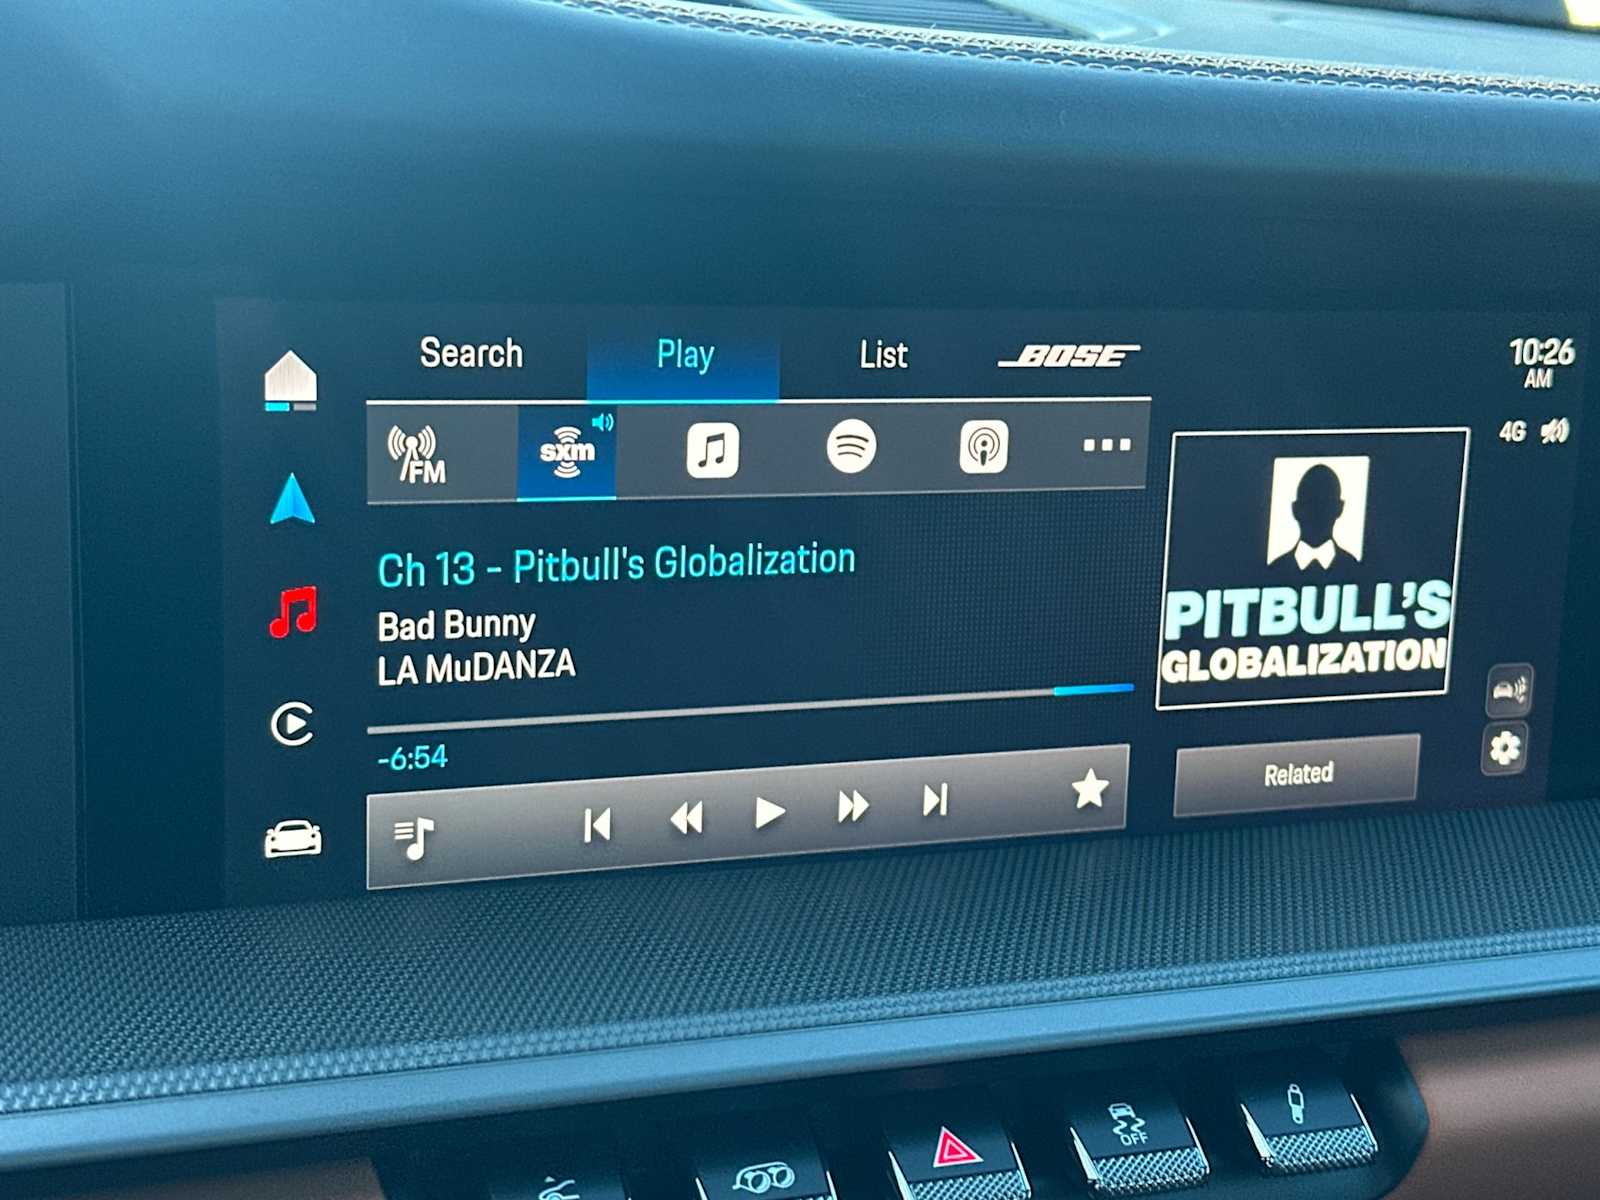 Search
Play
List
BOSE
10:26
AM
FM
sxm
4G
Ch 13 - Pitbull's Globalization
Bad Bunny
LA MuDANZA
PITBULL'S
GLOBALIZATION
-6:54
Related
OFF